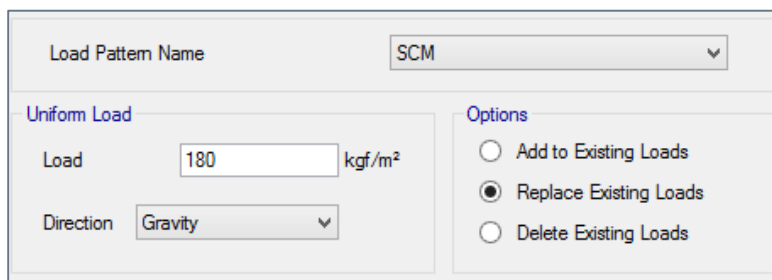 Load Pattern Name SCM
Uniform Load
Load 180 kgf/m²
Direction Gravity
Options
Add to Existing Loads
Replace Existing Loads
Delete Existing Loads